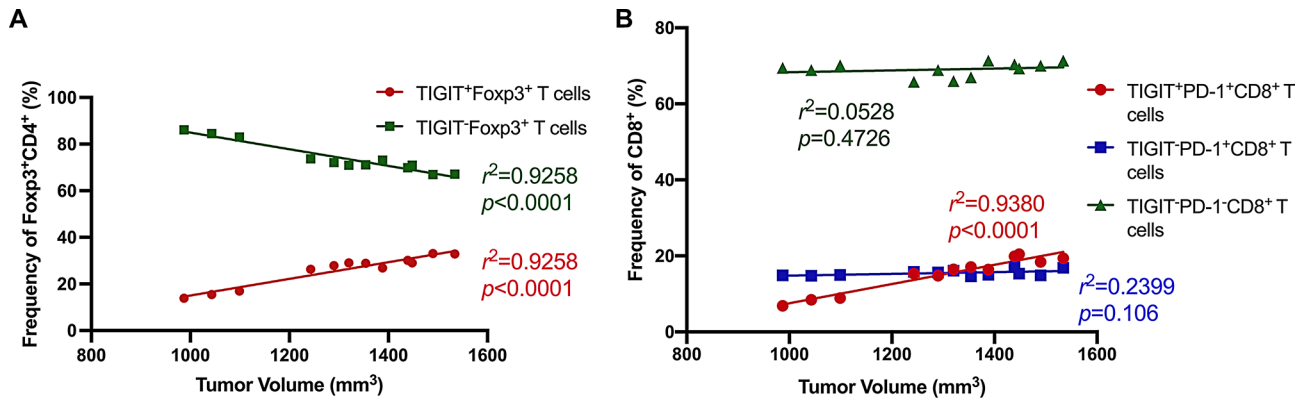 A
Frequency of Foxp3⁺CD4⁺ (%)
100
80
60
40
20
0
800
1000
1200
1400
1600
Tumor Volume (mm³)
TIGIT⁺Foxp3⁺ T cells
TIGIT⁻Foxp3⁺ T cells
r²=0.9258
p<0.0001
r²=0.9258
p<0.0001
B
Frequency of CD8⁺ (%)
80
60
40
20
0
800
1000
1200
1400
1600
Tumor Volume (mm³)
r²=0.0528
p=0.4726
r²=0.9380
p<0.0001
r²=0.2399
p=0.106
TIGIT⁺PD-1⁺CD8⁺ T
cells
TIGIT⁻PD-1⁺CD8⁺ T
cells
TIGIT⁻PD-1⁻CD8⁺ T
cells